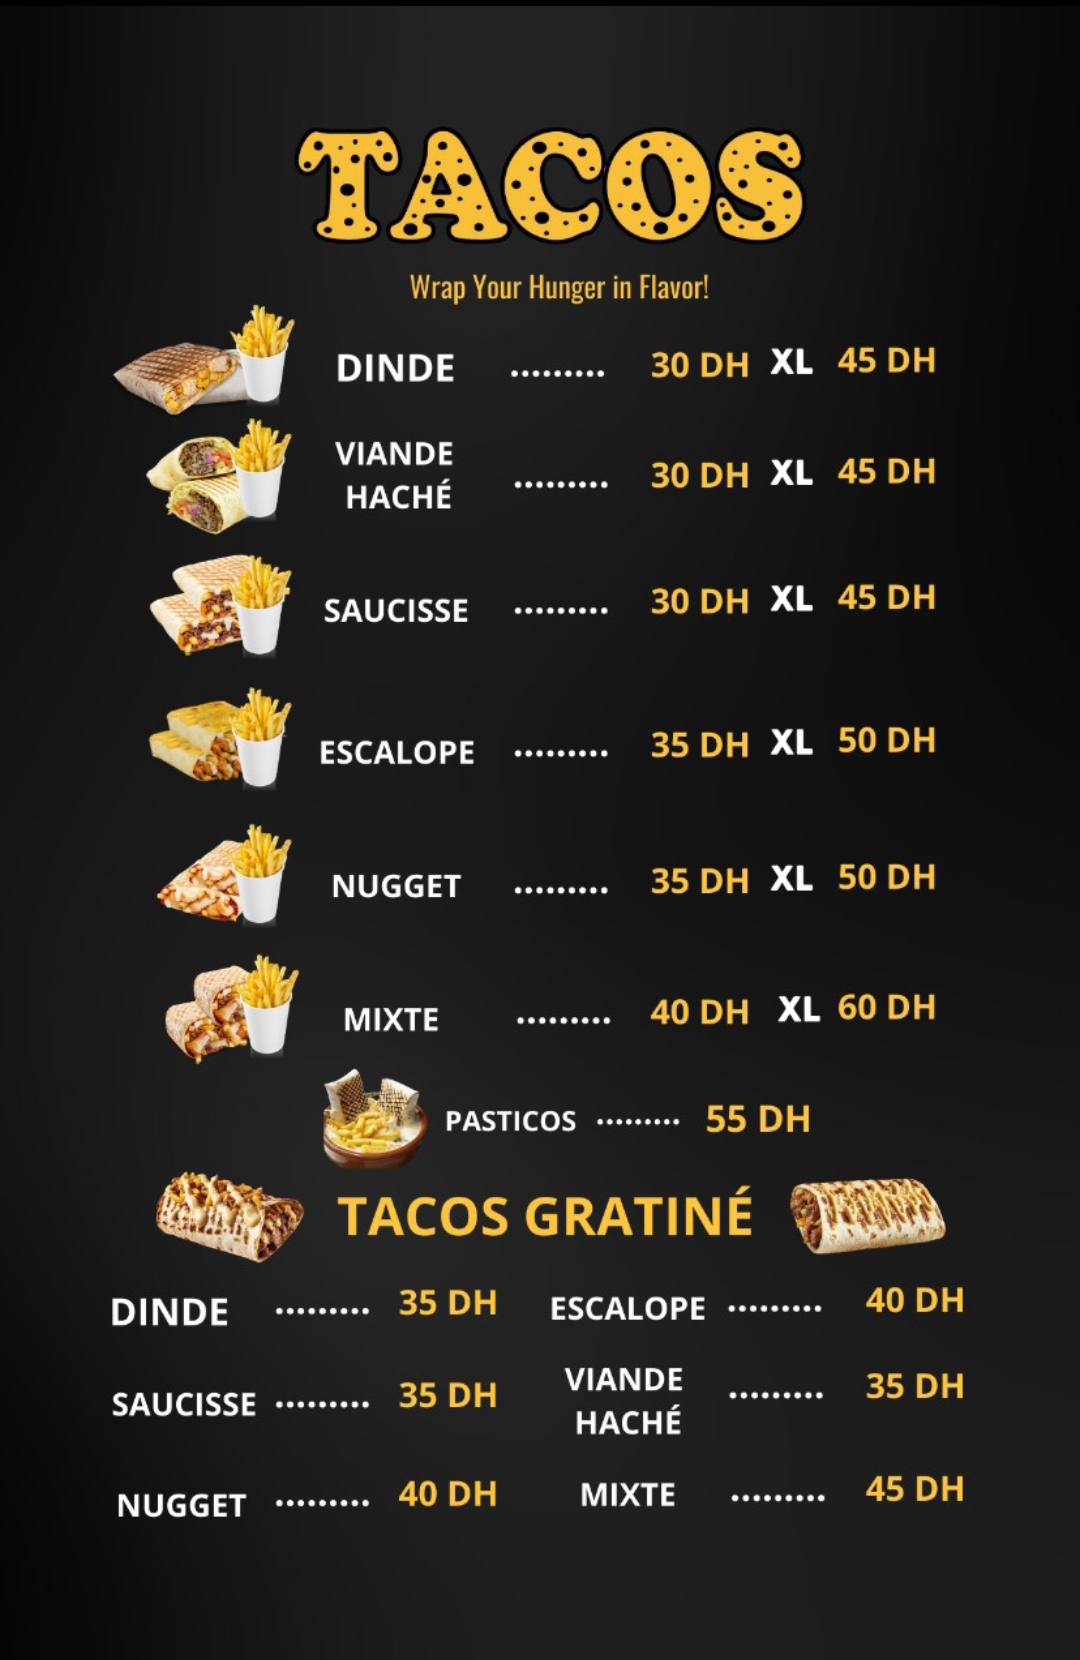 TACOS
Wrap Your Hunger in Flavor!
DINDE ......... 30 DH XL 45 DH
VIANDE
HACHÉ ......... 30 DH XL 45 DH
SAUCISSE ......... 30 DH XL 45 DH
ESCALOPE ......... 35 DH XL 50 DH
NUGGET ......... 35 DH XL 50 DH
MIXTE ......... 40 DH XL 60 DH
PASTICOS ......... 55 DH
TACOS GRATINÉ
DINDE ......... 35 DH
SAUCISSE ......... 35 DH
NUGGET ......... 40 DH
ESCALOPE ......... 40 DH
VIANDE
HACHÉ ......... 35 DH
MIXTE ......... 45 DH